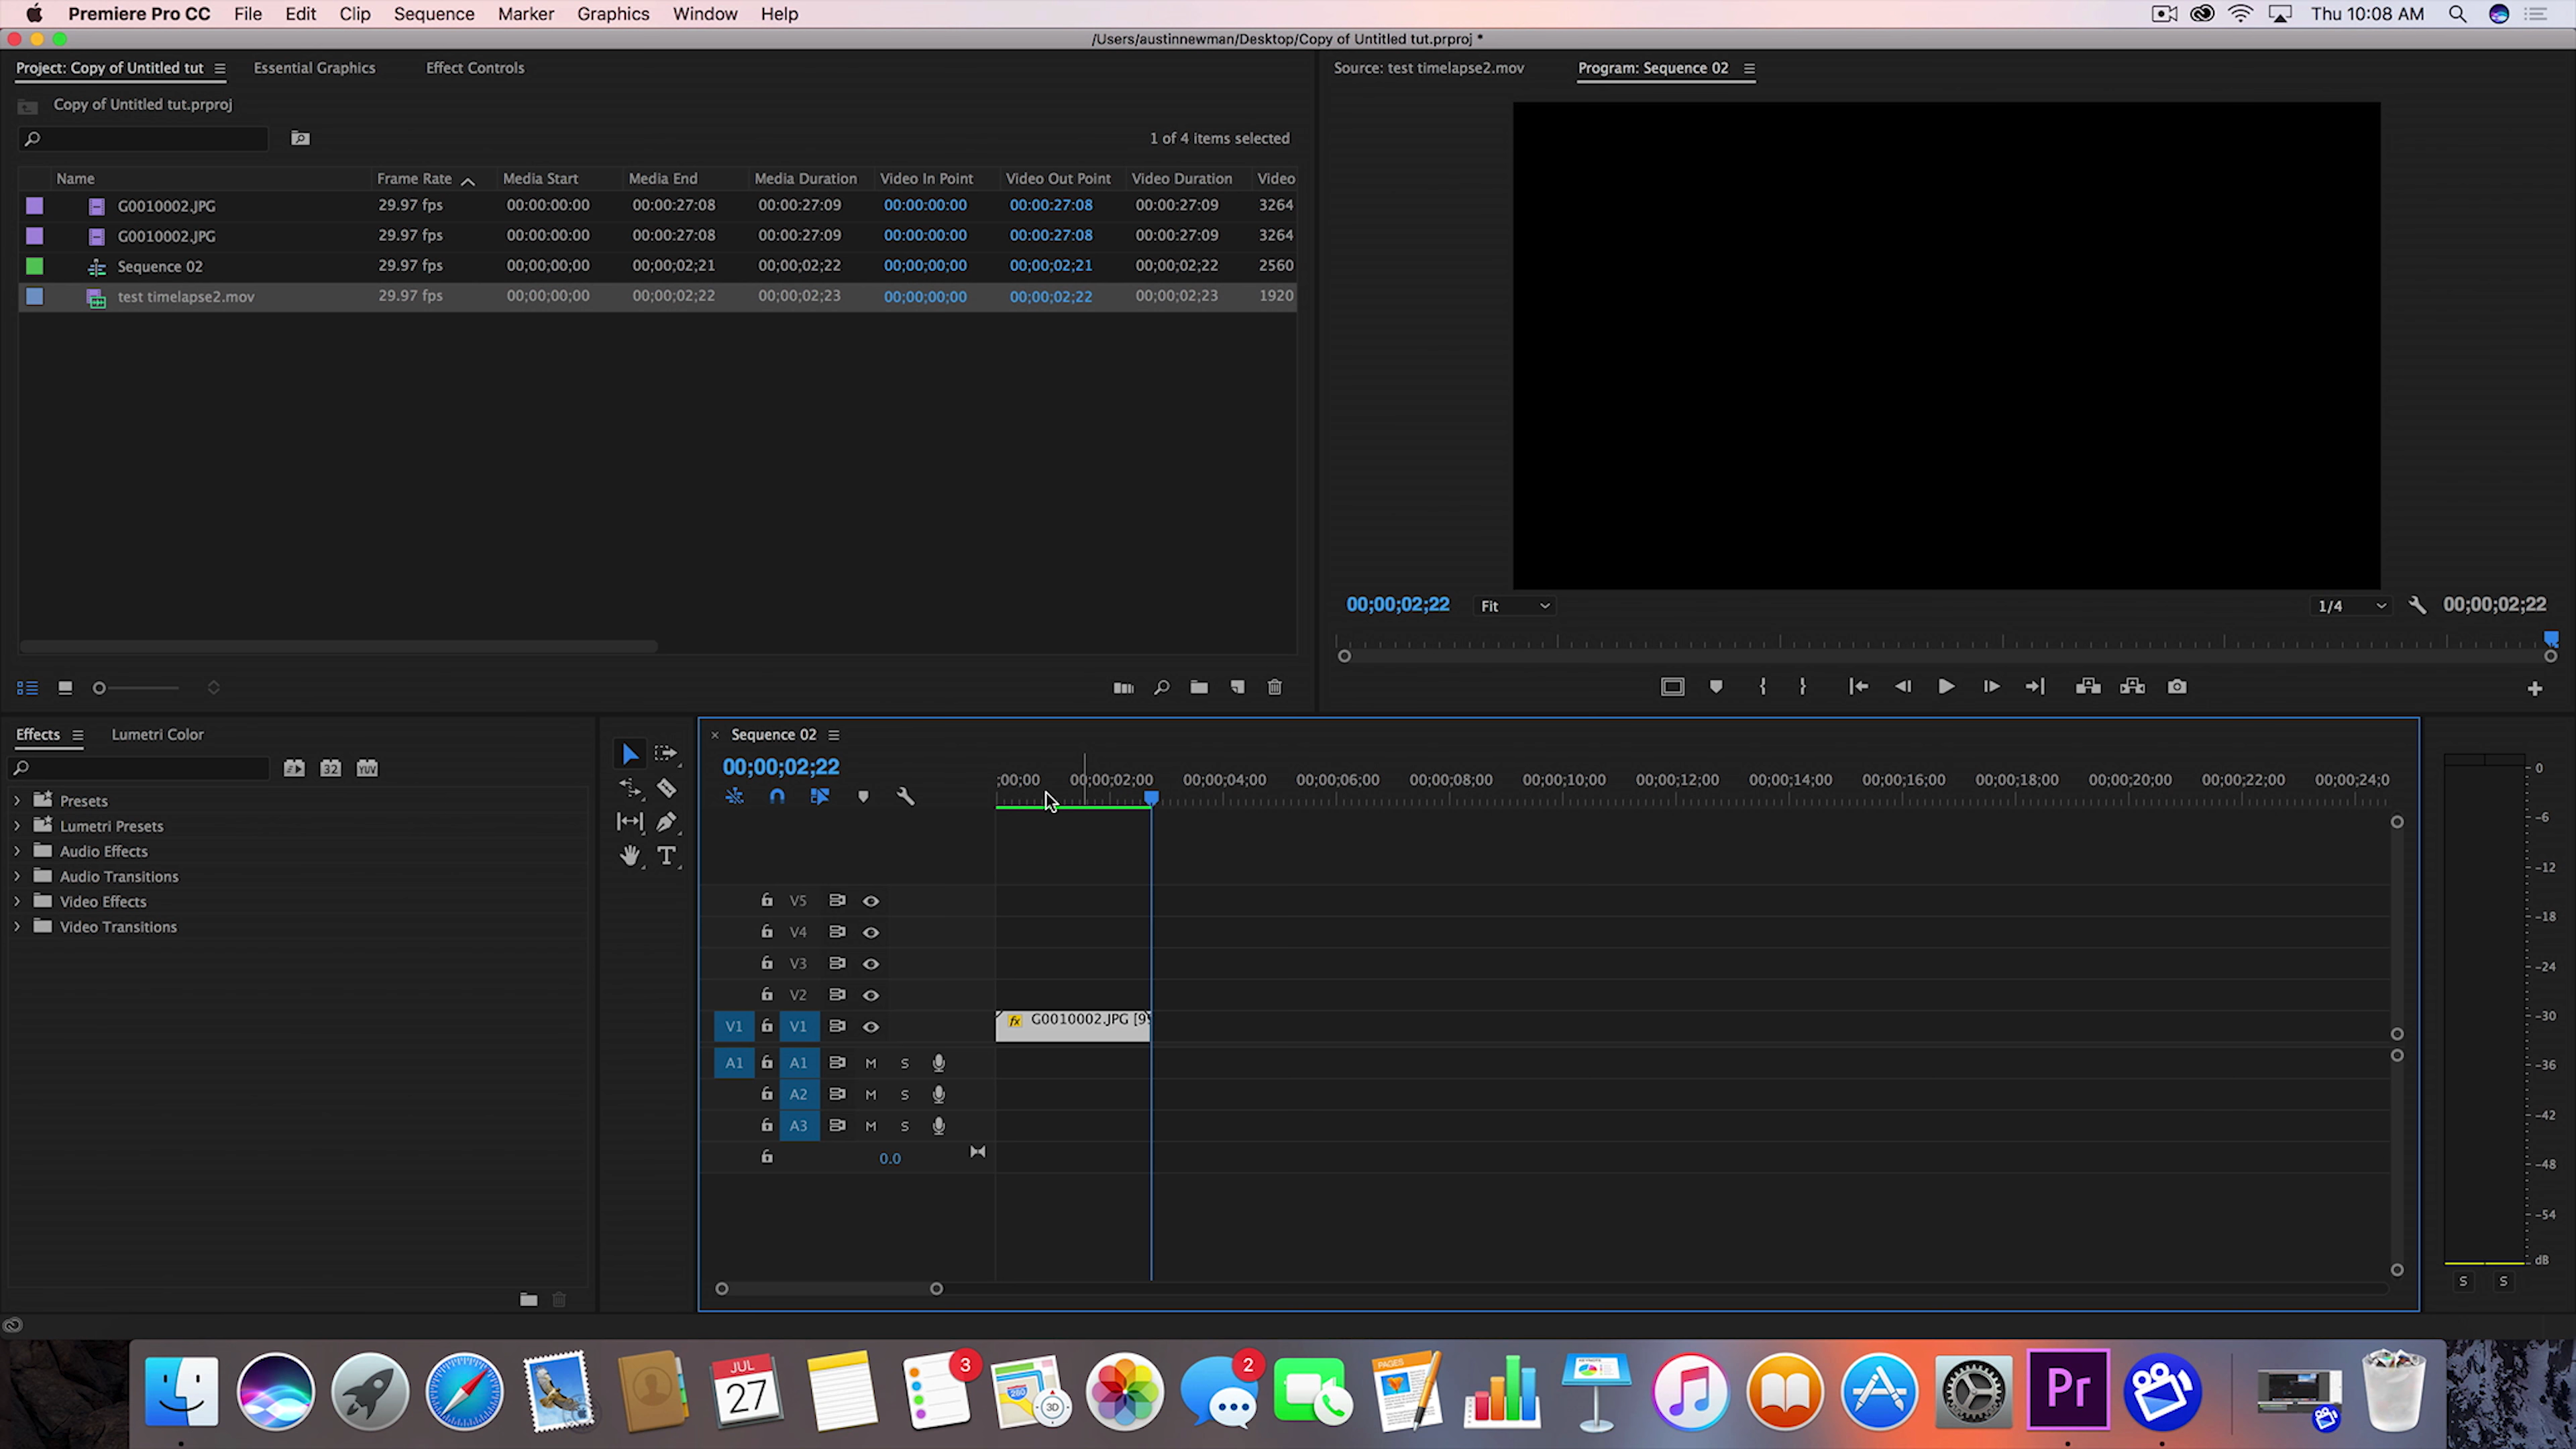 Premiere Pro CC File Edit Clip Sequence Marker Graphics Window Help Thu 10:08 AM
/Users/austinnewman/Desktop/Copy of Untitled tut.prproj *
Project: Copy of Untitled tut Essential Graphics Effect Controls
Source: test timelapse2.mov Program: Sequence 02
Copy of Untitled tut.prproj
1 of 4 items selected
Name Frame Rate Media Start Media End Media Duration Video In Point Video Out Point Video Duration Video
G0010002.JPG 29.97 fps 00:00:00:00 00:00:27:08 00:00:27:09 00:00:00:00 00:00:27:08 00:00:27:09 3264
G0010002.JPG 29.97 fps 00:00:00:00 00:00:27:08 00:00:27:09 00:00:00:00 00:00:27:08 00:00:27:09 3264
Sequence 02 29.97 fps 00;00;00;00 00;00;02;21 00;00;02;22 00;00;00;00 00;00;02;21 00;00;02;22 2560
test timelapse2.mov 29.97 fps 00;00;00;00 00;00;02;22 00;00;02;23 00;00;00;00 00;00;02;22 00;00;02;23 1920
00;00;02;22 Fit 1/4 00;00;02;22
Effects Lumetri Color
32 YUV
Presets
Lumetri Presets
Audio Effects
Audio Transitions
Video Effects
Video Transitions
T
× Sequence 02
00;00;02;22
;00;00 00;00;02;00 00;00;04;00 00;00;06;00 00;00;08;00 00;00;10;00 00;00;12;00 00;00;14;00 00;00;16;00 00;00;18;00 00;00;20;00 00;00;22;00 00;00;24;0
V5
V4
V3
V2
V1 V1 fx G0010002.JPG [9
A1 A1 M S
A2 M S
A3 M S
0.0
0
-6
-12
-18
-24
-30
-36
-42
-48
-54
dB
S S
JUL
27
3
280
3D
2
PAGES
KEYNOTE
Pr